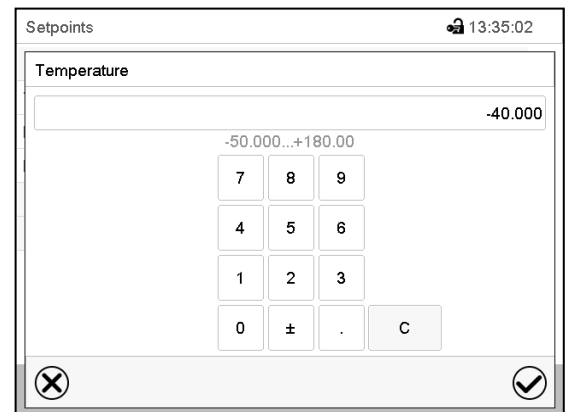 Setpoints 13:35:02
Temperature
-40.000
-50.000...+180.00
7 8 9
4 5 6
1 2 3
0 ± . C